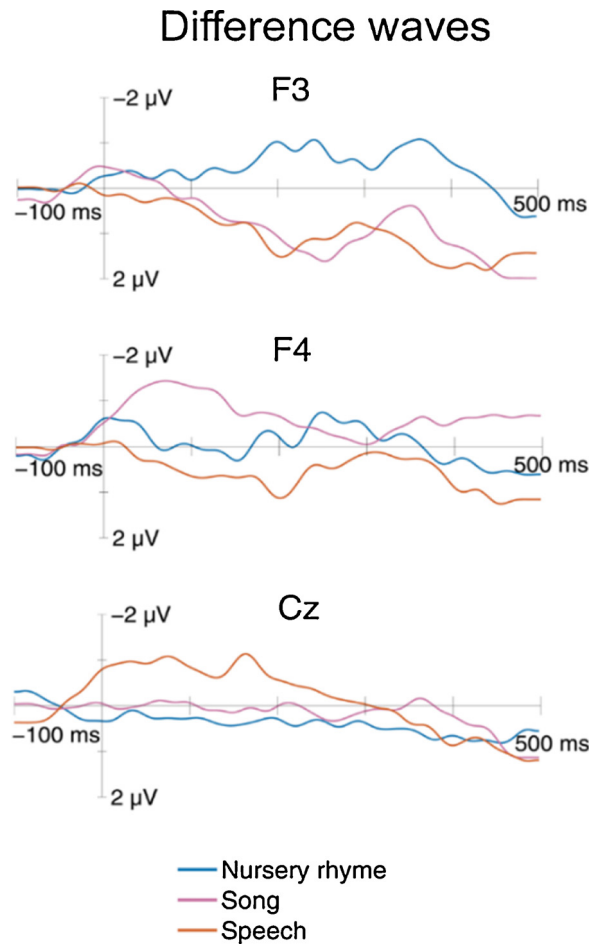 Difference waves
F3
−2 µV
−100 ms
500 ms
2 µV
F4
−2 µV
−100 ms
500 ms
2 µV
Cz
−2 µV
−100 ms
500 ms
2 µV
Nursery rhyme
Song
Speech